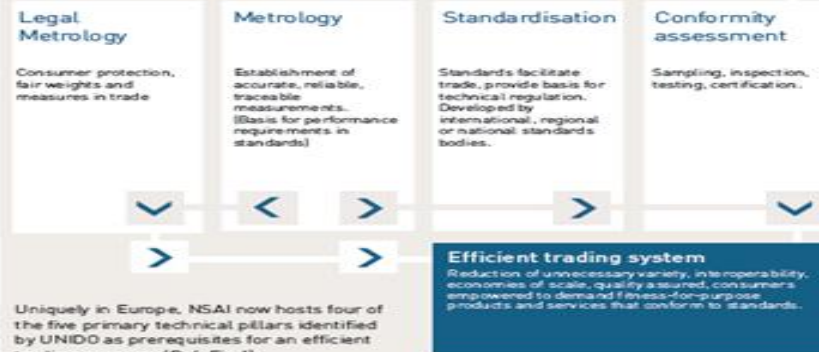 Legal
Metrology
Consumer protection,
fair weights and
measures in trade
Metrology
Establishment of
accurate, reliable,
traceable
measurements.
(Basis for performance
requirements in
standards)
Standardisation
Standards facilitate
trade, provide basis for
technical regulation.
Developed by
international, regional
or national standards
bodies.
Conformity
assessment
Sampling, inspection,
testing, certification.
Efficient trading system
Reduction of unnecessary variety, interoperability,
economies of scale, quality assured, consumers
empowered to demand fitness-for-purpose
products and services that conform to standards.
Uniquely in Europe, NSAI now hosts four of
the five primary technical pillars identified
by UNIDO as prerequisites for an efficient